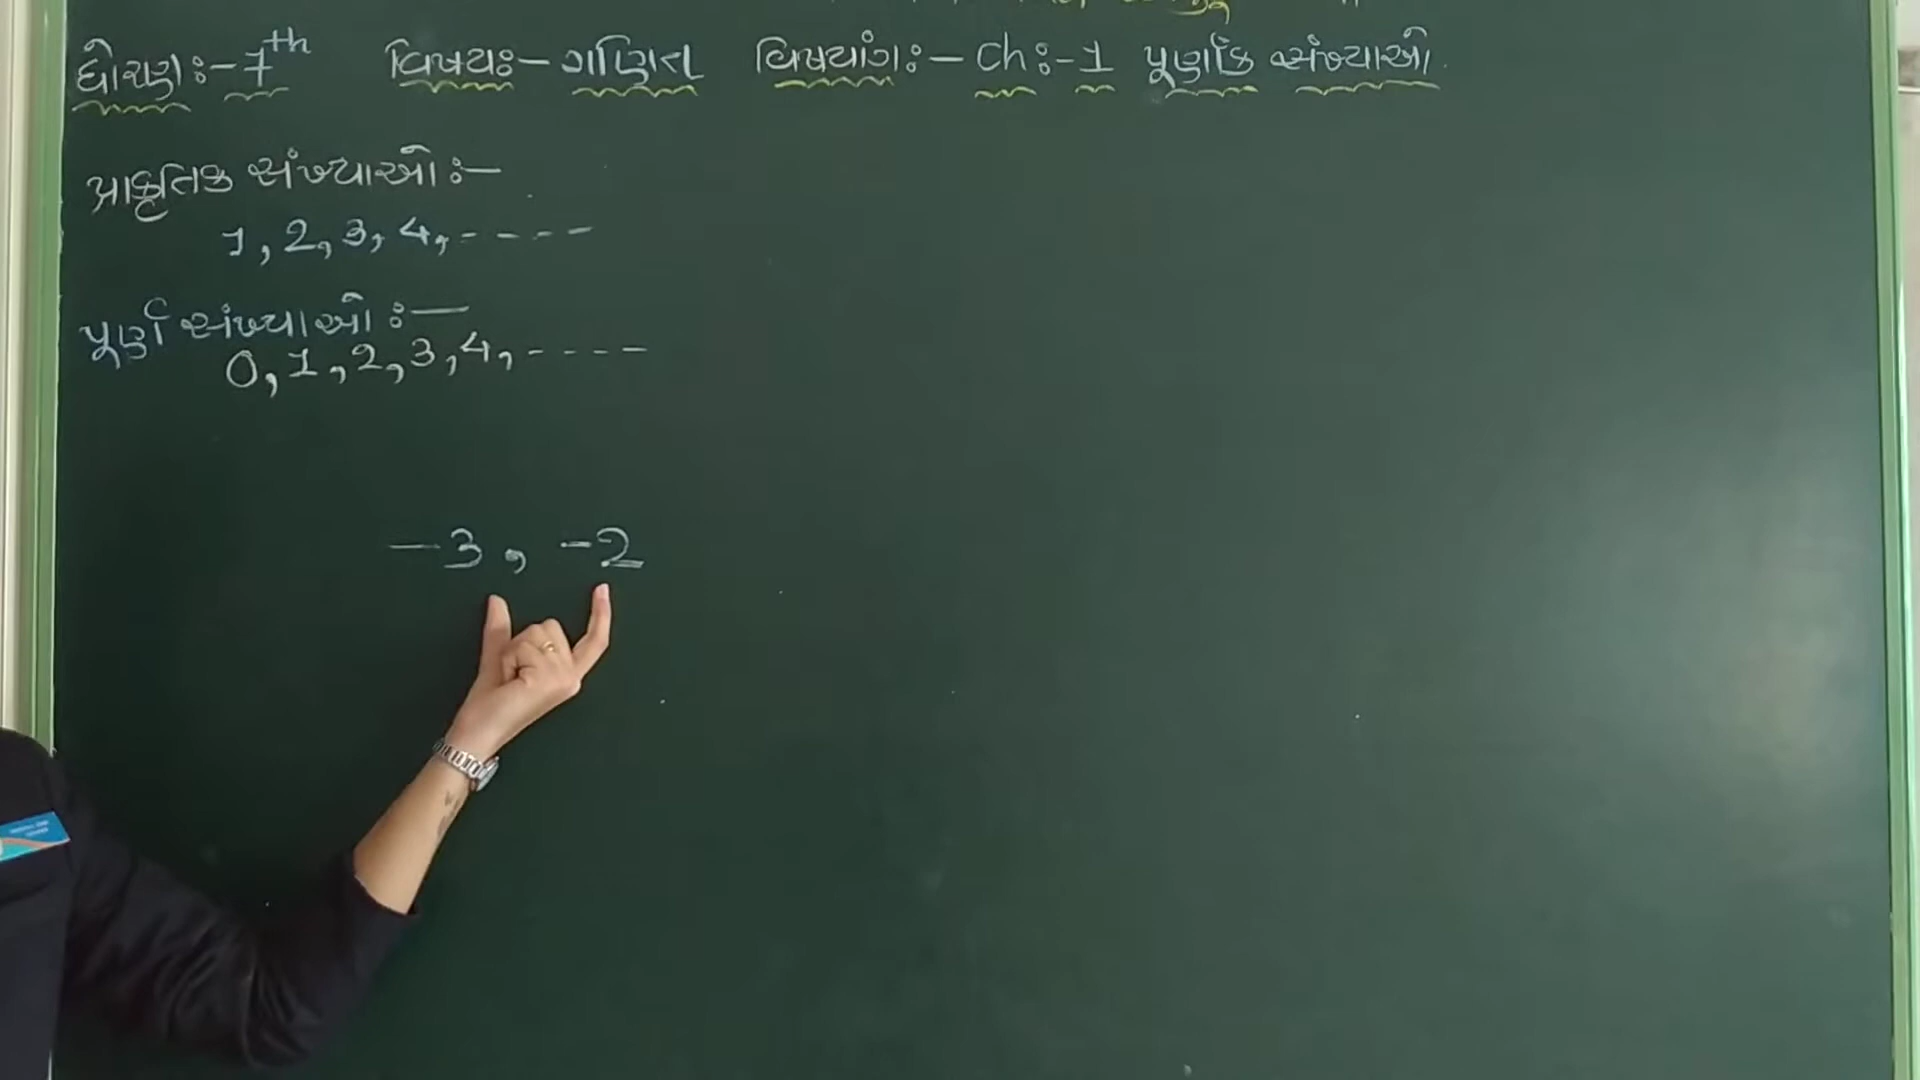 ધોરણ :- 7th વિષયઃ- ગણિત વિષયાંગ :- Ch :- 1 પૂર્ણાંક સંખ્યાઓ.
પ્રાકૃતિક સંખ્યાઓ :-
1, 2, 3, 4, - - - -
પૂર્ણ સંખ્યાઓ :-
0, 1, 2, 3, 4, - - - -
-3, -2